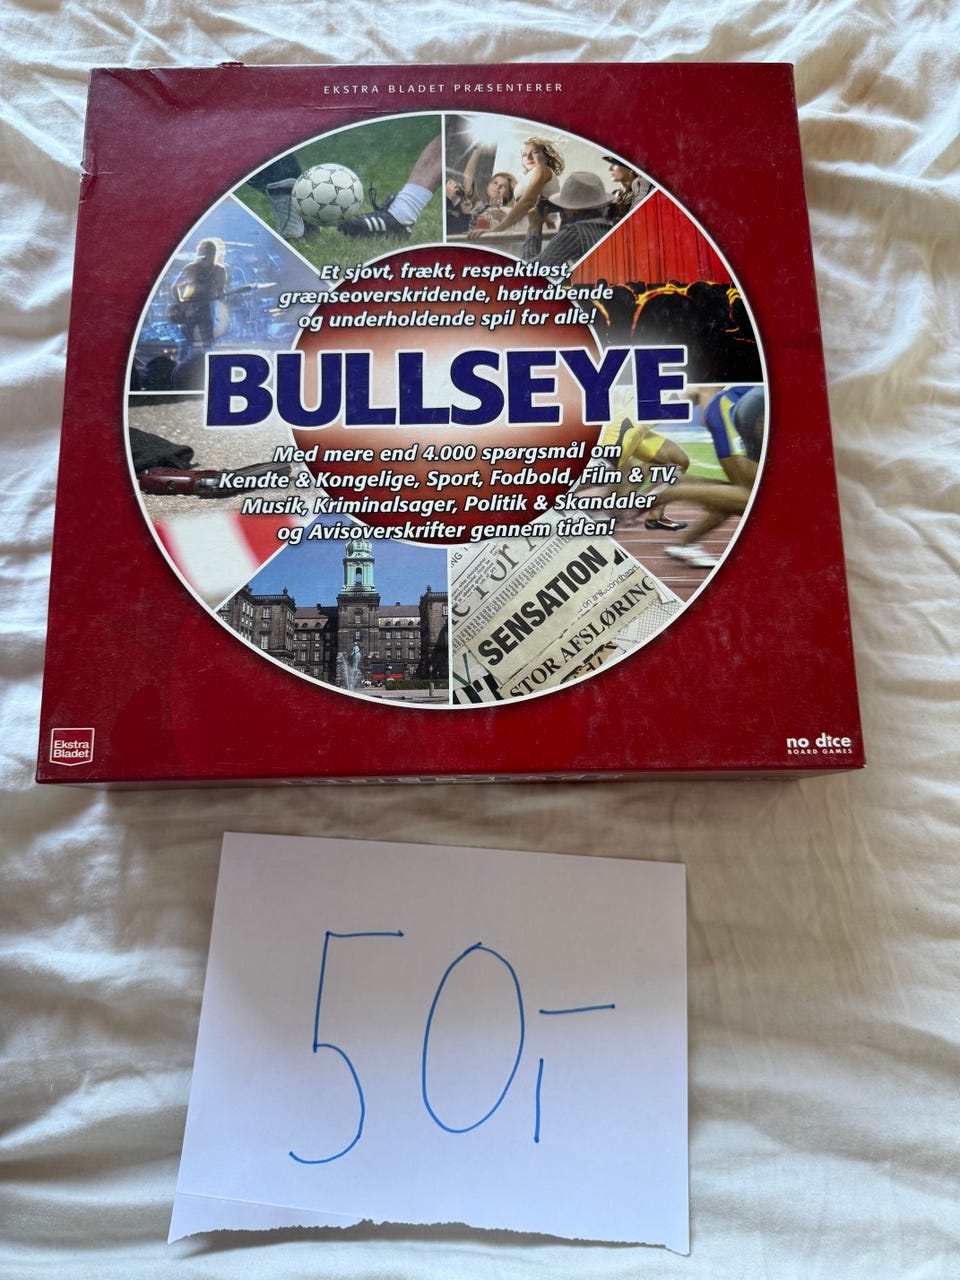 EKSTRA BLADET PRÆSENTERER
Et sjovt, frækt, respektløst,
grænseoverskridende, højtråbende
og underholdende spil for alle!
BULLSEYE
Med mere end 4.000 spørgsmål om
Kendte & Kongelige, Sport, Fodbold, Film & TV,
Musik, Kriminalsager, Politik & Skandaler
og Avisoverskrifter gennem tiden!
SENSATION
STOR AFSLØRING
Ekstra
Bladet
no dice
BOARD GAMES
50,-